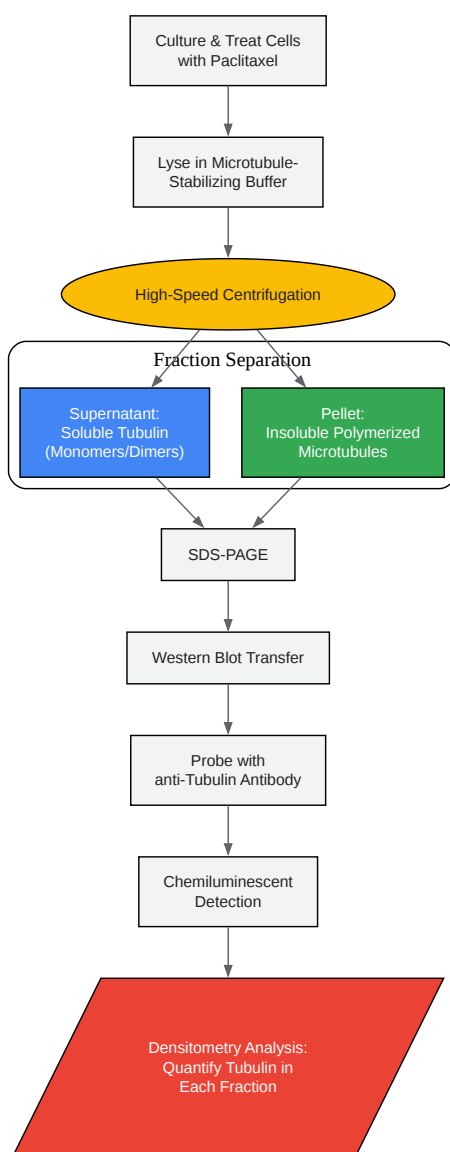 Culture & Treat Cells
with Paclitaxel
Lyse in Microtubule-
Stabilizing Buffer
High-Speed Centrifugation
Fraction Separation
Supernatant:
Soluble Tubulin
(Monomers/Dimers)
Pellet:
Insoluble Polymerized
Microtubules
SDS-PAGE
Western Blot Transfer
Probe with
anti-Tubulin Antibody
Chemiluminescent
Detection
Densitometry Analysis:
Quantify Tubulin in
Each Fraction